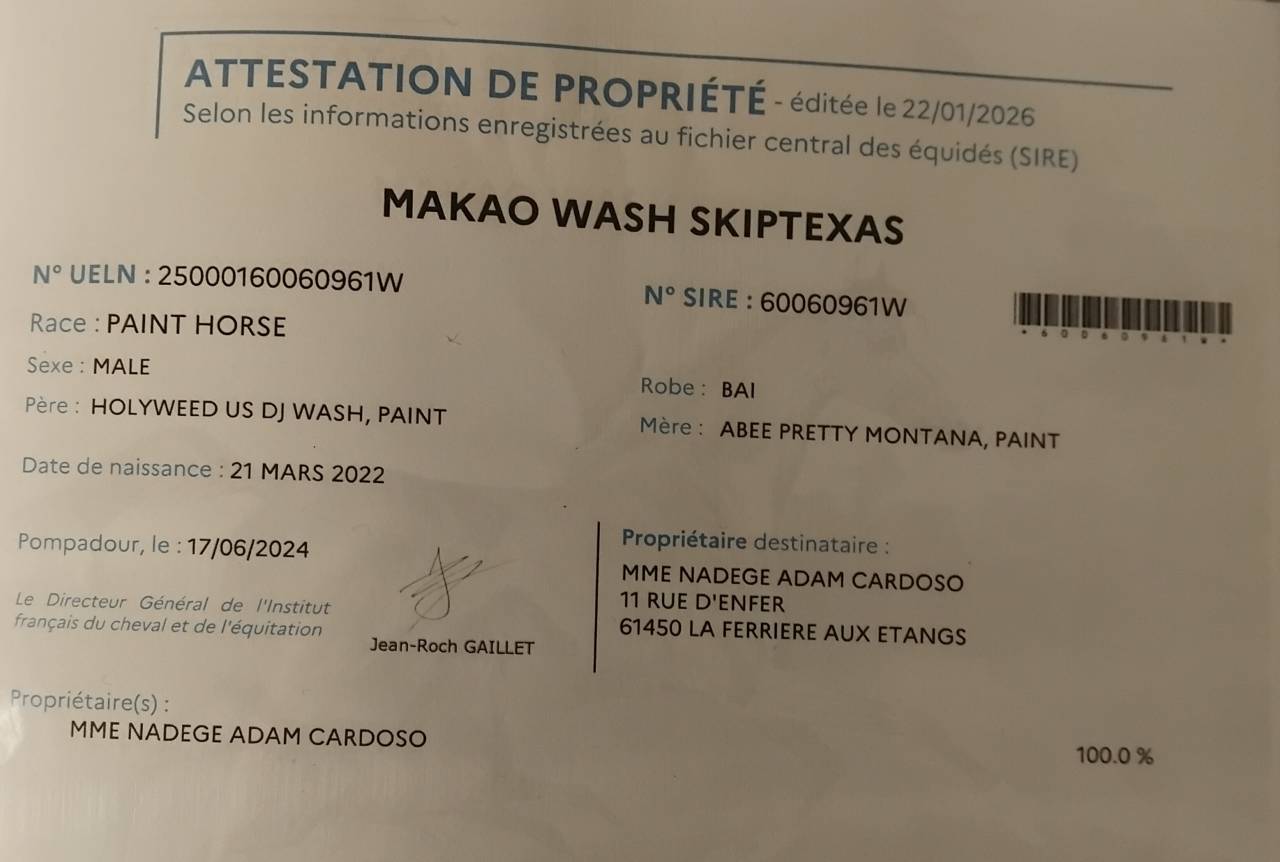 ATTESTATION DE PROPRIÉTÉ - éditée le 22/01/2026
Selon les informations enregistrées au fichier central des équidés (SIRE)
MAKAO WASH SKIPTEXAS
N° UELN : 25000160060961W
N° SIRE : 60060961W
*60060961W*
Race : PAINT HORSE
Sexe : MALE
Robe : BAI
Père : HOLYWEED US DJ WASH, PAINT
Mère : ABEE PRETTY MONTANA, PAINT
Date de naissance : 21 MARS 2022
Pompadour, le : 17/06/2024
Le Directeur Général de l'Institut
français du cheval et de l'équitation
Jean-Roch GAILLET
Propriétaire destinataire :
MME NADEGE ADAM CARDOSO
11 RUE D'ENFER
61450 LA FERRIERE AUX ETANGS
Propriétaire(s) :
MME NADEGE ADAM CARDOSO
100.0 %